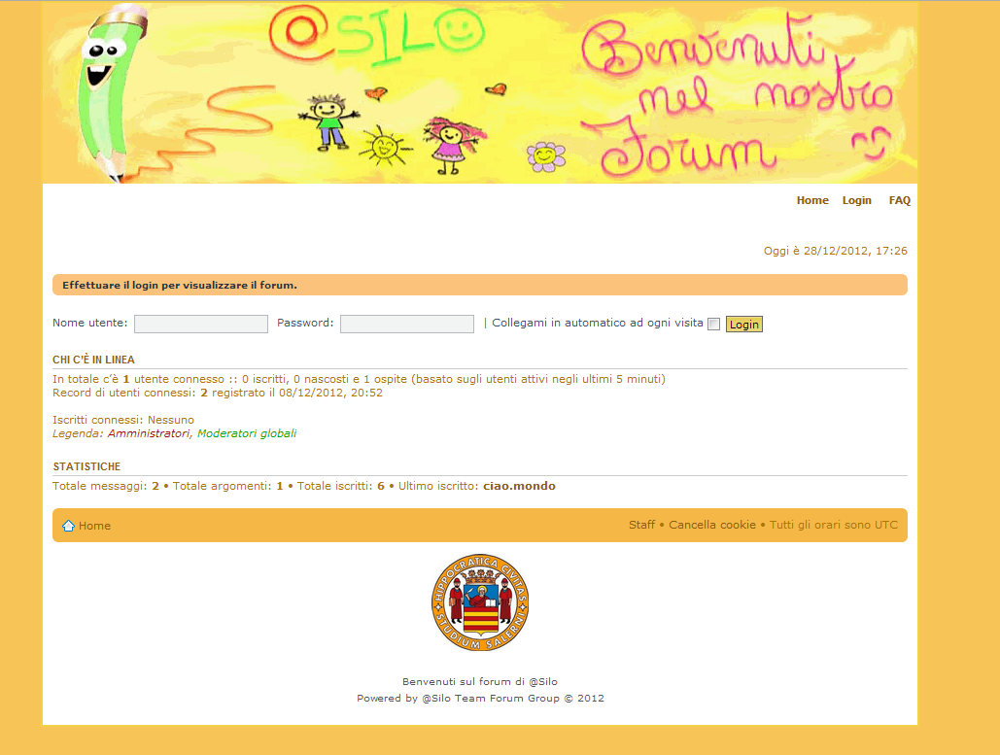 @SILO
Benvenuti
nel nostro
Forum
Home Login FAQ
Oggi è 28/12/2012, 17:26
Effettuare il login per visualizzare il forum.
Nome utente: Password: | Collegami in automatico ad ogni visita Login
CHI C’È IN LINEA
In totale c’è 1 utente connesso :: 0 iscritti, 0 nascosti e 1 ospite (basato sugli utenti attivi negli ultimi 5 minuti)
Record di utenti connessi: 2 registrato il 08/12/2012, 20:52
Iscritti connessi: Nessuno
Legenda: Amministratori, Moderatori globali
STATISTICHE
Totale messaggi: 2 • Totale argomenti: 1 • Totale iscritti: 6 • Ultimo iscritto: ciao.mondo
Home Staff • Cancella cookie • Tutti gli orari sono UTC
HIPPOCRATICA CIVITAS
STUDIUM SALERNI
Benvenuti sul forum di @Silo
Powered by @Silo Team Forum Group © 2012